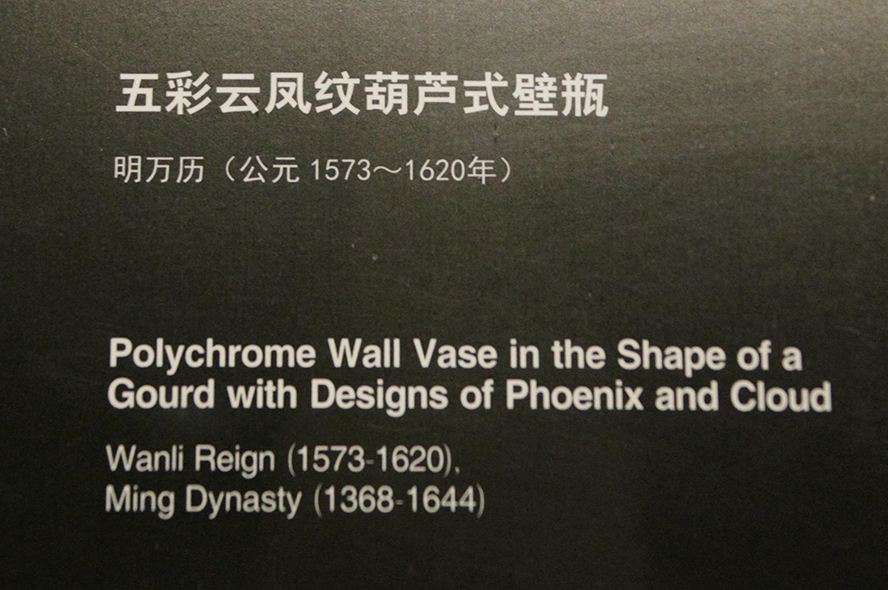 五彩云凤纹葫芦式壁瓶
明万历（公元 1573～1620年）
Polychrome Wall Vase in the Shape of a
Gourd with Designs of Phoenix and Cloud
Wanli Reign (1573-1620),
Ming Dynasty (1368-1644)